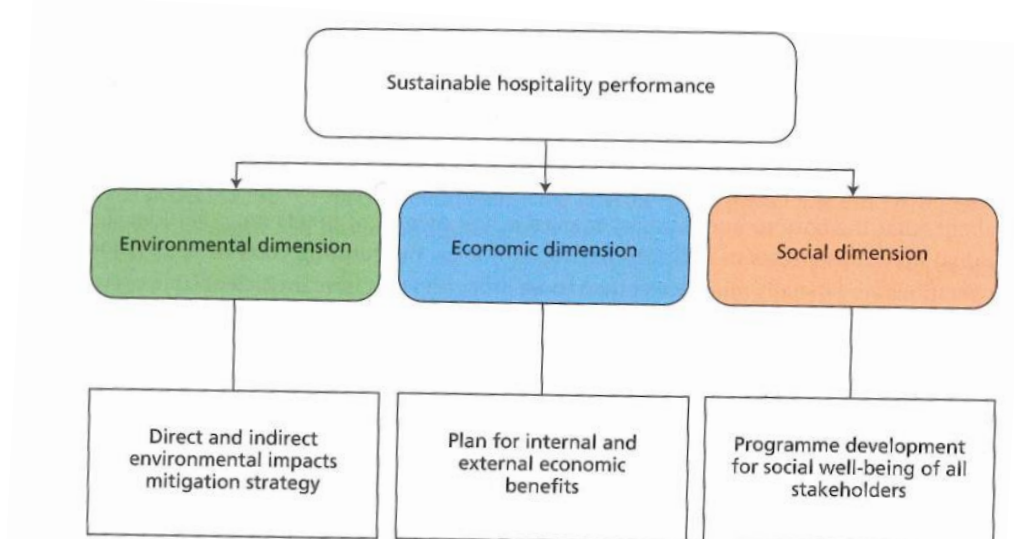 Sustainable hospitality performance
Environmental dimension
Economic dimension
Social dimension
Direct and indirect
environmental impacts
mitigation strategy
Plan for internal and
external economic
benefits
Programme development
for social well-being of all
stakeholders